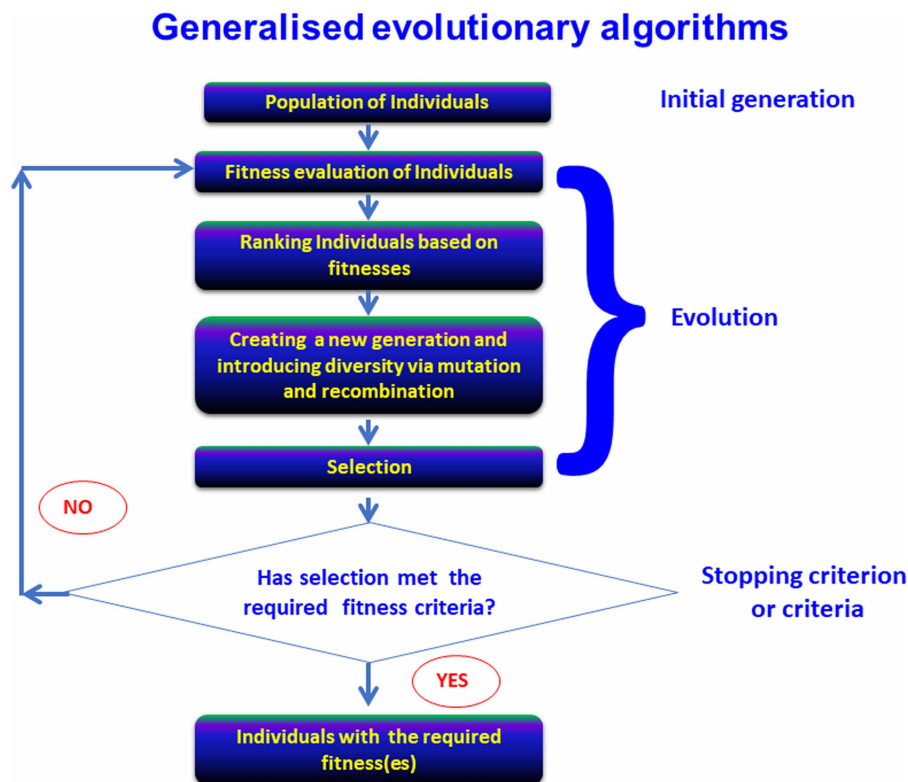 Generalised evolutionary algorithms
Population of Individuals
Initial generation
Fitness evaluation of Individuals
Ranking Individuals based on
fitnesses
Evolution
Creating a new generation and
introducing diversity via mutation
and recombination
Selection
NO
Has selection met the
required fitness criteria?
Stopping criterion
or criteria
YES
Individuals with the required
fitness(es)